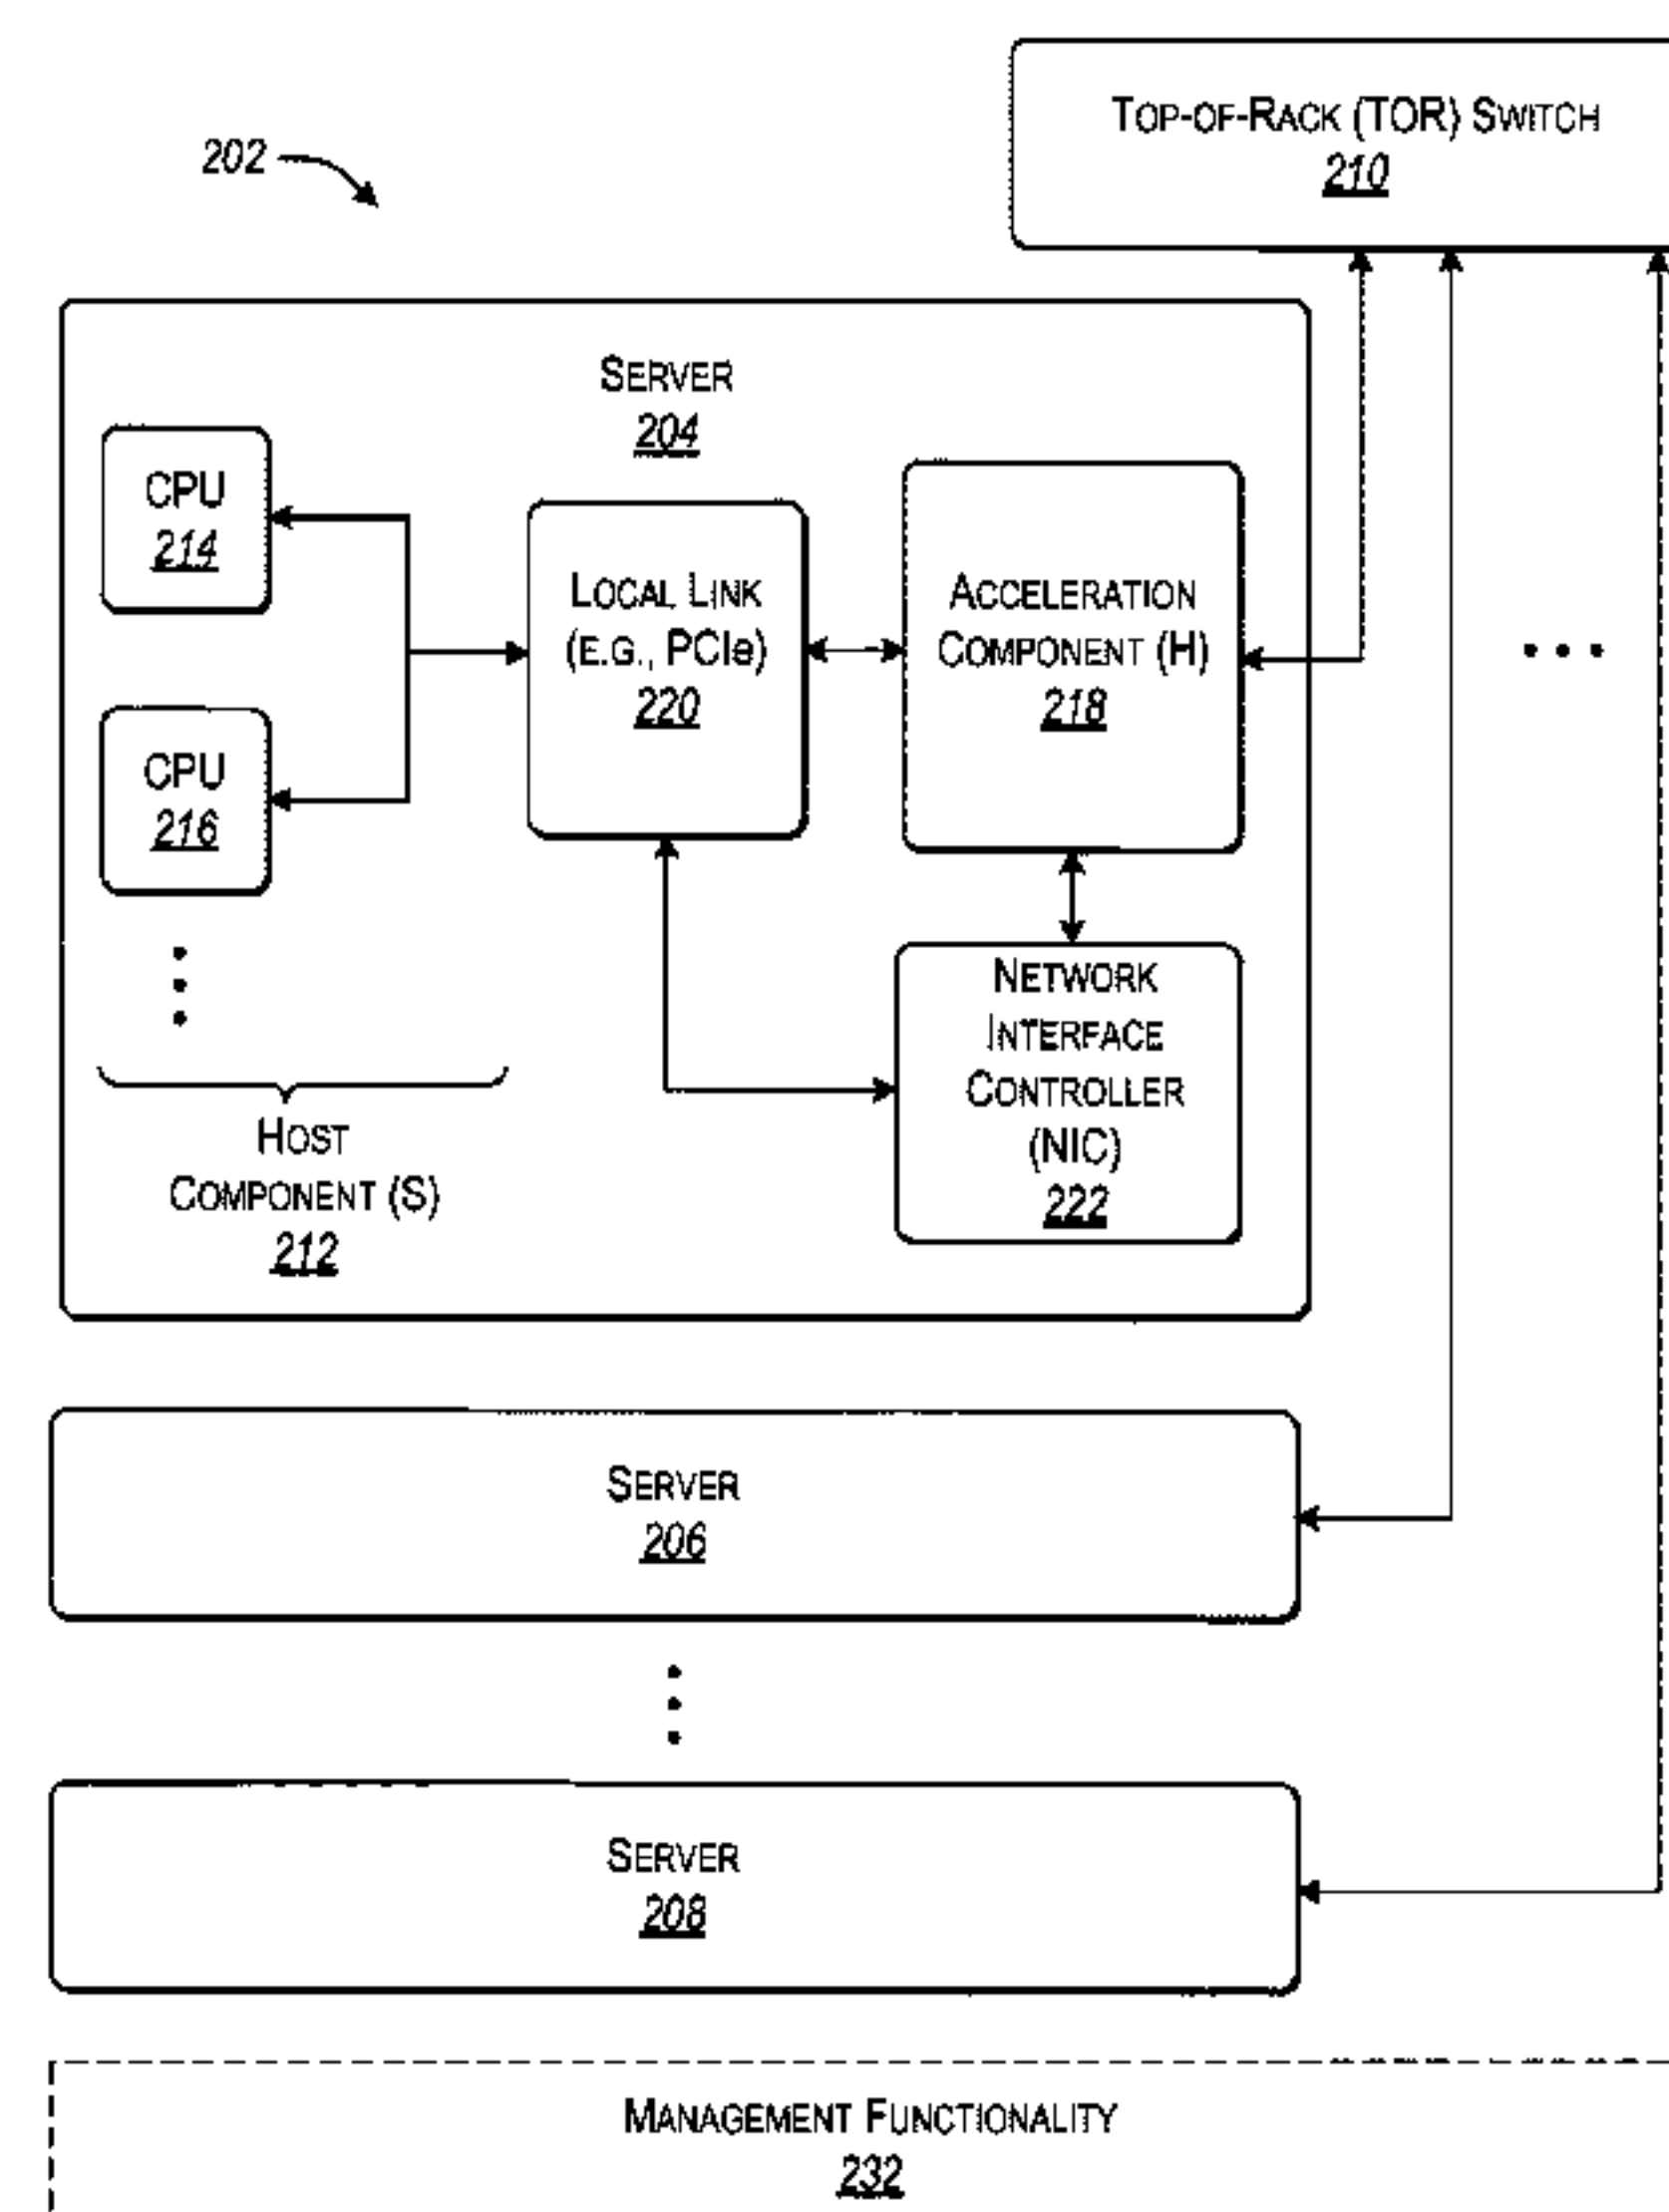 TOP-OF-RACK (TOR) SWITCH
210
202
SERVER
204
CPU
214
LOCAL LINK
(E.G., PCIe)
220
ACCELERATION
COMPONENT (H)
218
CPU
216
NETWORK
INTERFACE
CONTROLLER
(NIC)
222
HOST
COMPONENT (S)
212
SERVER
206
SERVER
208
MANAGEMENT FUNCTIONALITY
232